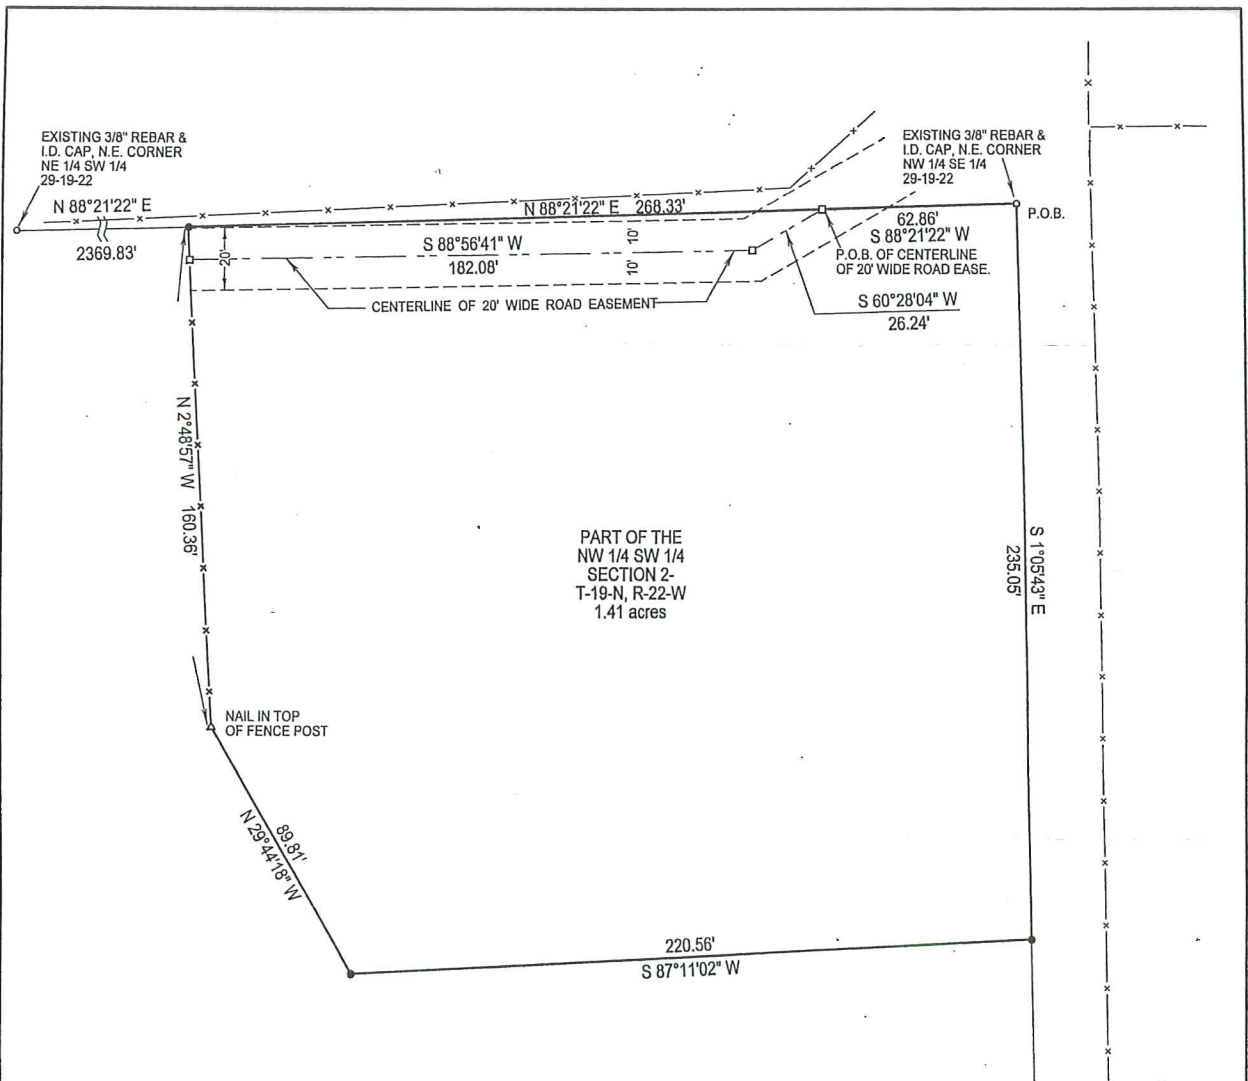 EXISTING 3/8" REBAR &
I.D. CAP, N.E. CORNER
NE 1/4 SW 1/4
29-19-22
N 88°21'22" E
2369.83'
EXISTING 3/8" REBAR &
I.D. CAP, N.E. CORNER
NW 1/4 SE 1/4
29-19-22
P.O.B.
N 88°21'22" E 268.33'
62.86'
S 88°21'22" W
P.O.B. OF CENTERLINE
OF 20' WIDE ROAD EASE.
S 88°56'41" W
182.08'
20'
10'
10'
CENTERLINE OF 20' WIDE ROAD EASEMENT
S 60°28'04" W
26.24'
N 2°48'57" W 160.36'
PART OF THE
NW 1/4 SW 1/4
SECTION 2-
T-19-N, R-22-W
1.41 acres
S 1°05'43" E
235.05'
NAIL IN TOP
OF FENCE POST
89.81'
N 29°44'18" W
220.56'
S 87°11'02" W